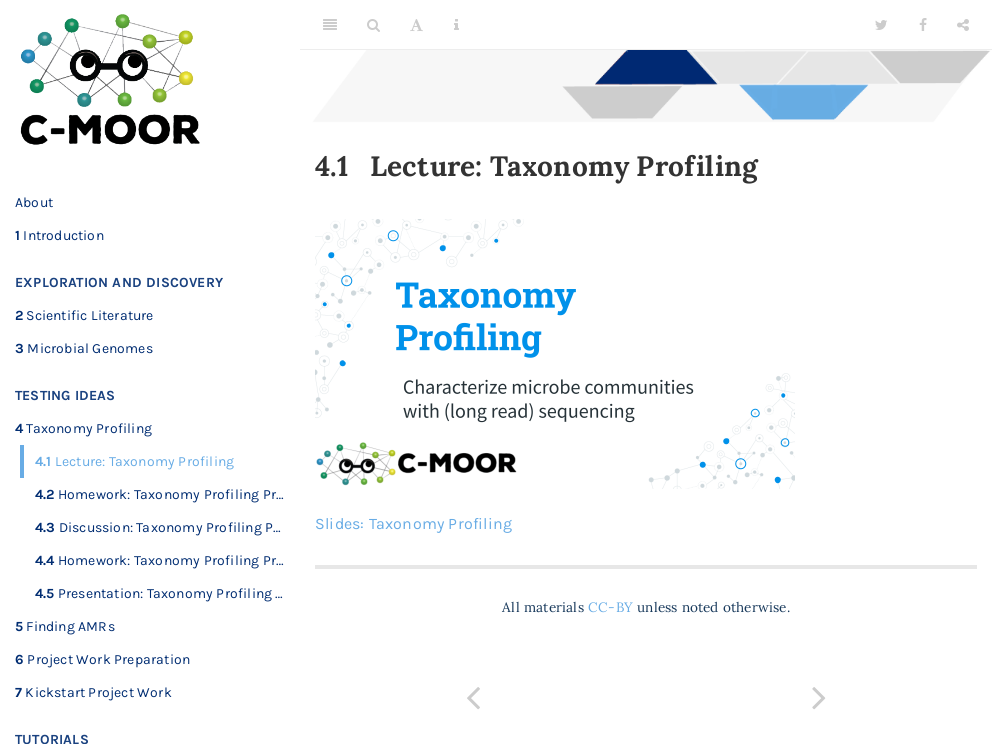 C-MOOR
About
1 Introduction
EXPLORATION AND DISCOVERY
2 Scientific Literature
3 Microbial Genomes
TESTING IDEAS
4 Taxonomy Profiling
4.1 Lecture: Taxonomy Profiling
4.2 Homework: Taxonomy Profiling Pr...
4.3 Discussion: Taxonomy Profiling P...
4.4 Homework: Taxonomy Profiling Pr...
4.5 Presentation: Taxonomy Profiling ...
5 Finding AMRs
6 Project Work Preparation
7 Kickstart Project Work
TUTORIALS
4.1 Lecture: Taxonomy Profiling
Taxonomy
Profiling
Characterize microbe communities
with (long read) sequencing
C-MOOR
Slides: Taxonomy Profiling
All materials CC-BY unless noted otherwise.